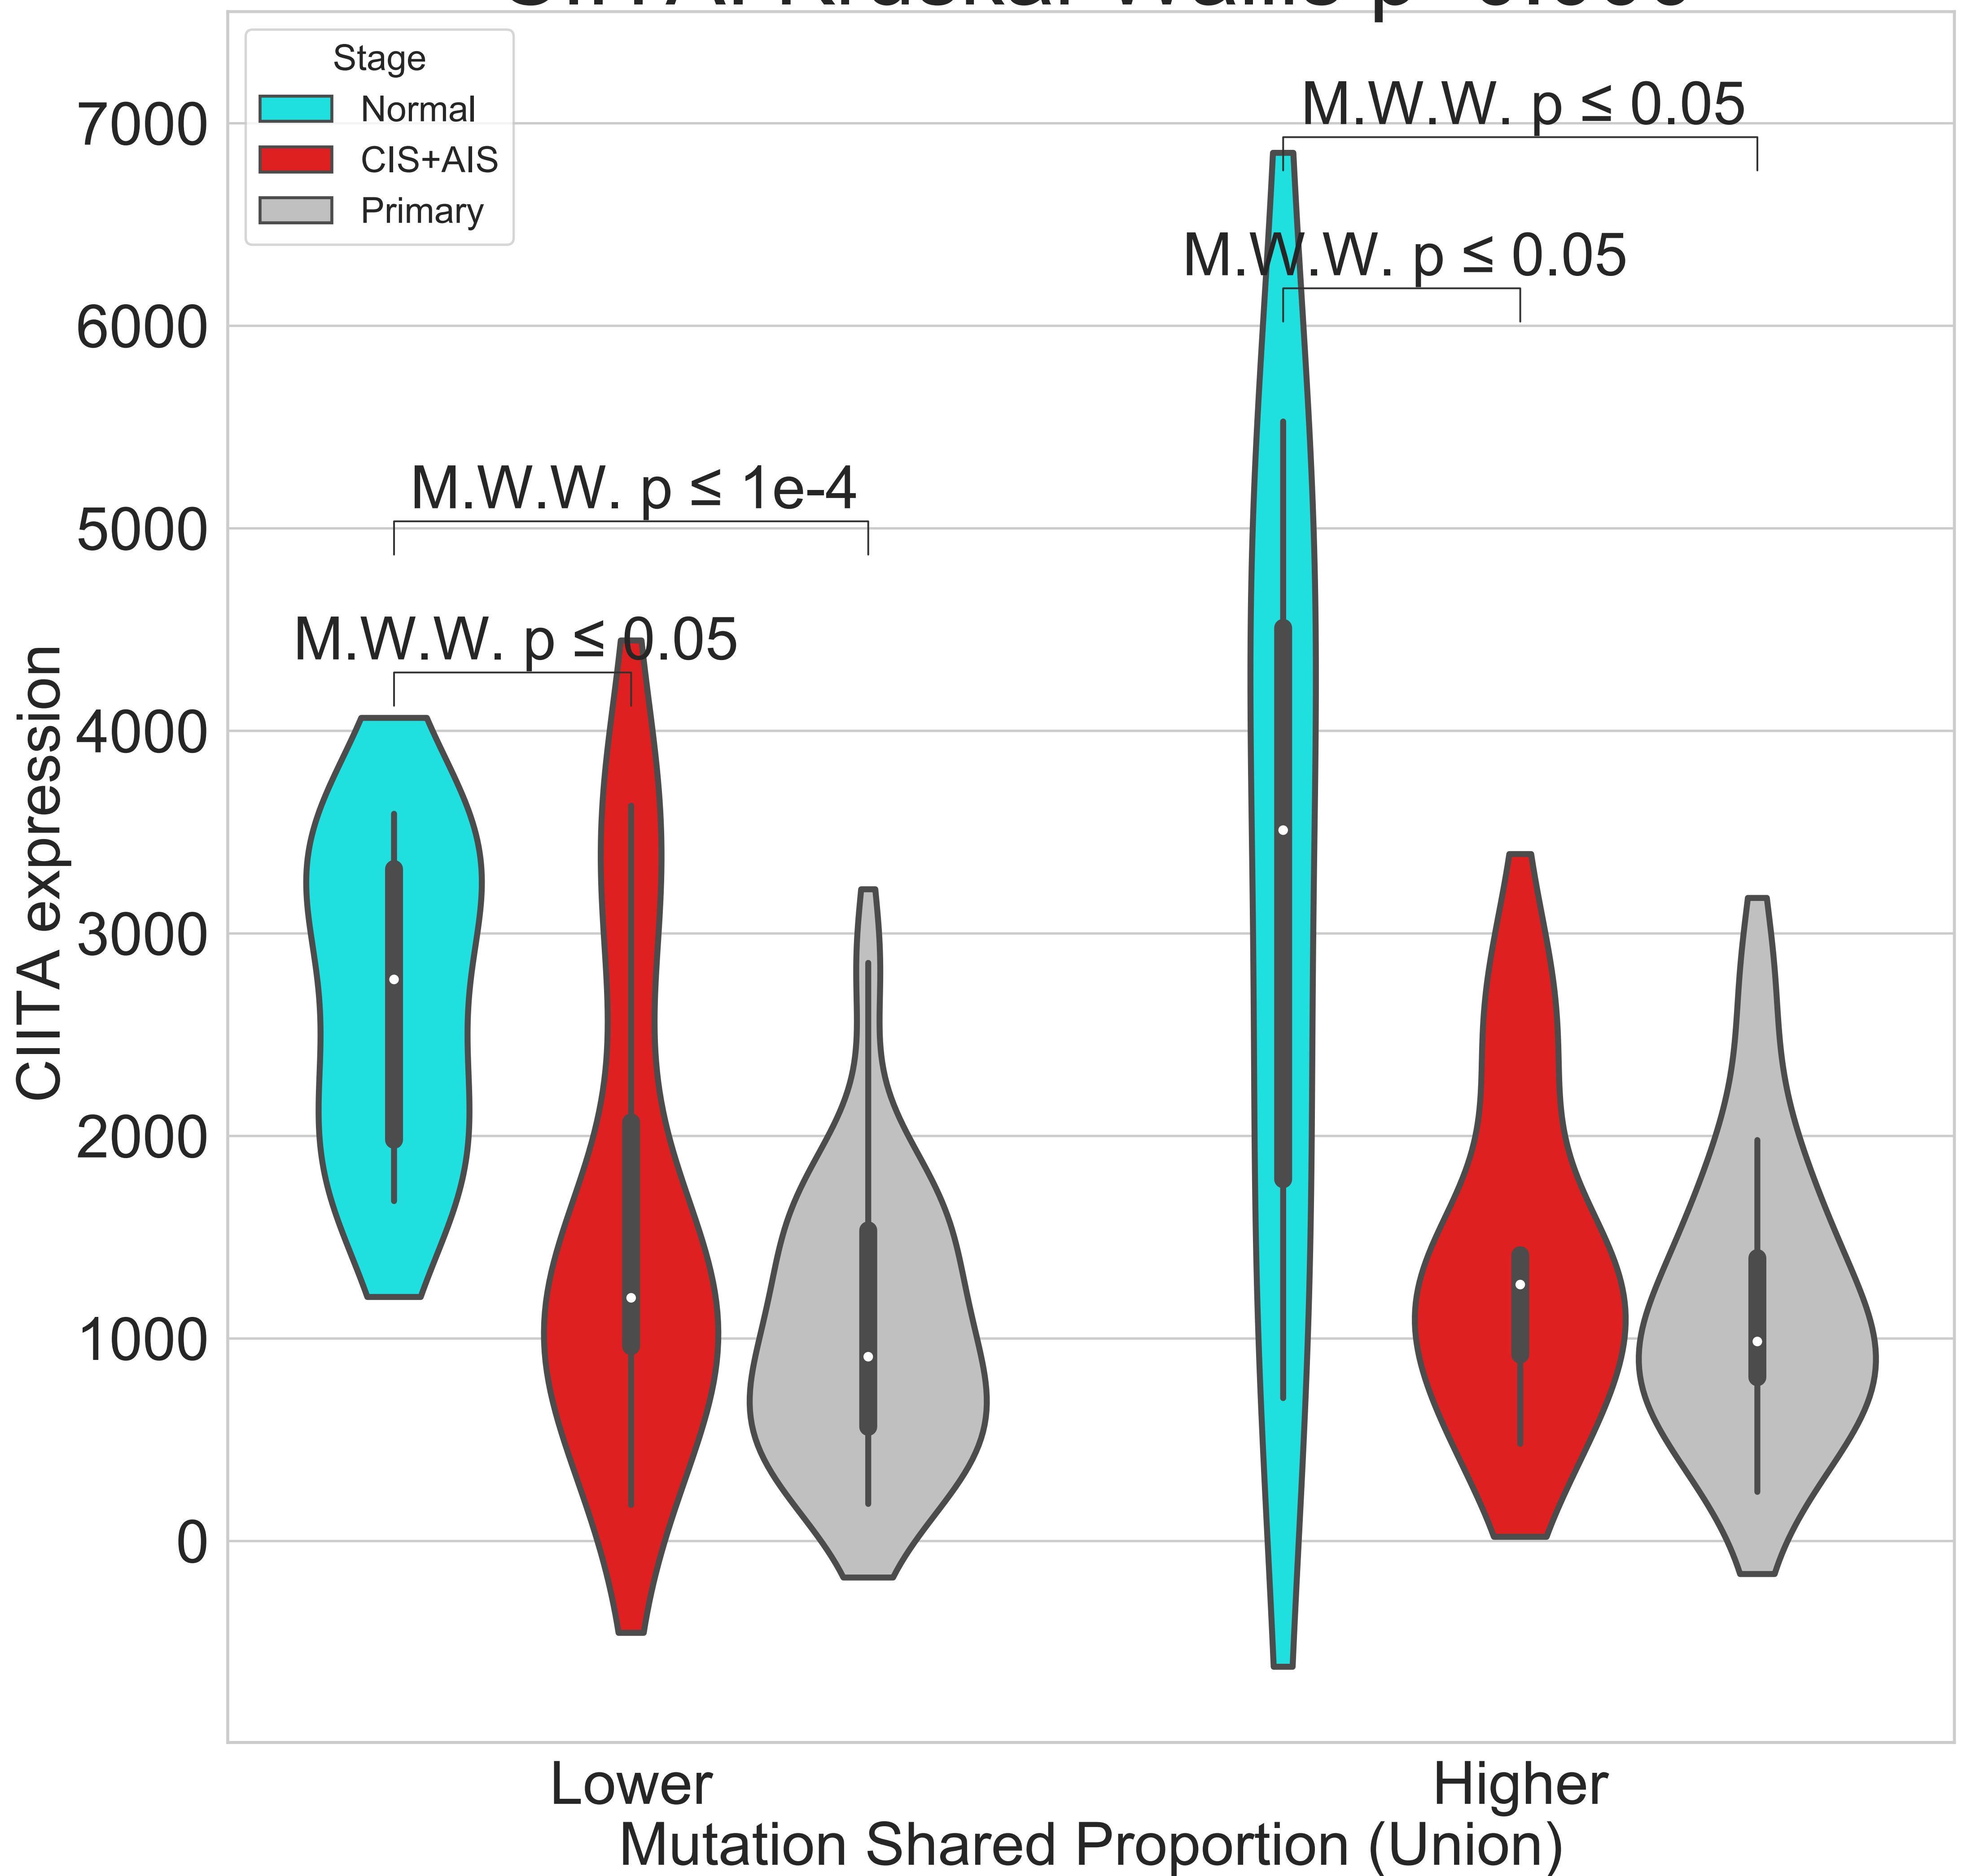 Stage
Normal
CIS+AIS
Primary
M.W.W. p ≤ 0.05
M.W.W. p ≤ 0.05
M.W.W. p ≤ 1e-4
M.W.W. p ≤ 0.05
7000
6000
5000
4000
3000
2000
1000
0
CIITA expression
Lower
Higher
Mutation Shared Proportion (Union)